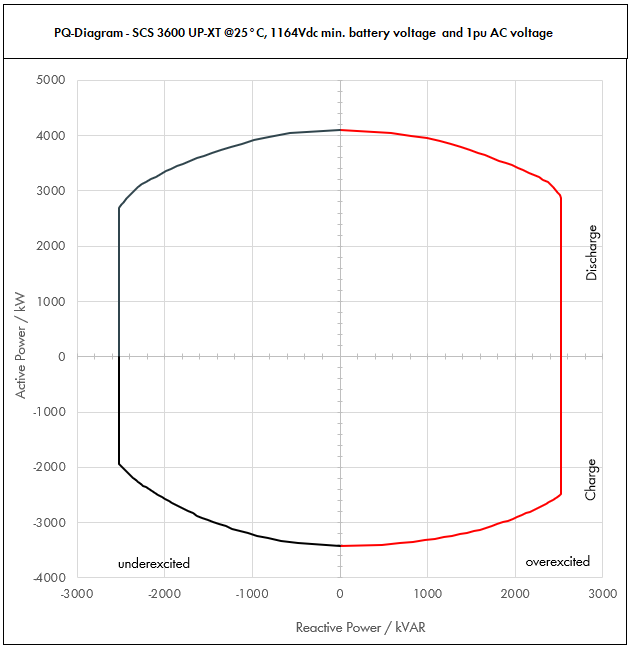 PQ-Diagram - SCS 3600 UP-XT @25°C, 1164Vdc min. battery voltage and 1pu AC voltage
5000
4000
3000
2000
1000
0
-1000
-2000
-3000
-4000
Active Power / kW
Discharge
Charge
underexcited
overexcited
-3000 -2000 -1000 0 1000 2000 3000
Reactive Power / kVAR